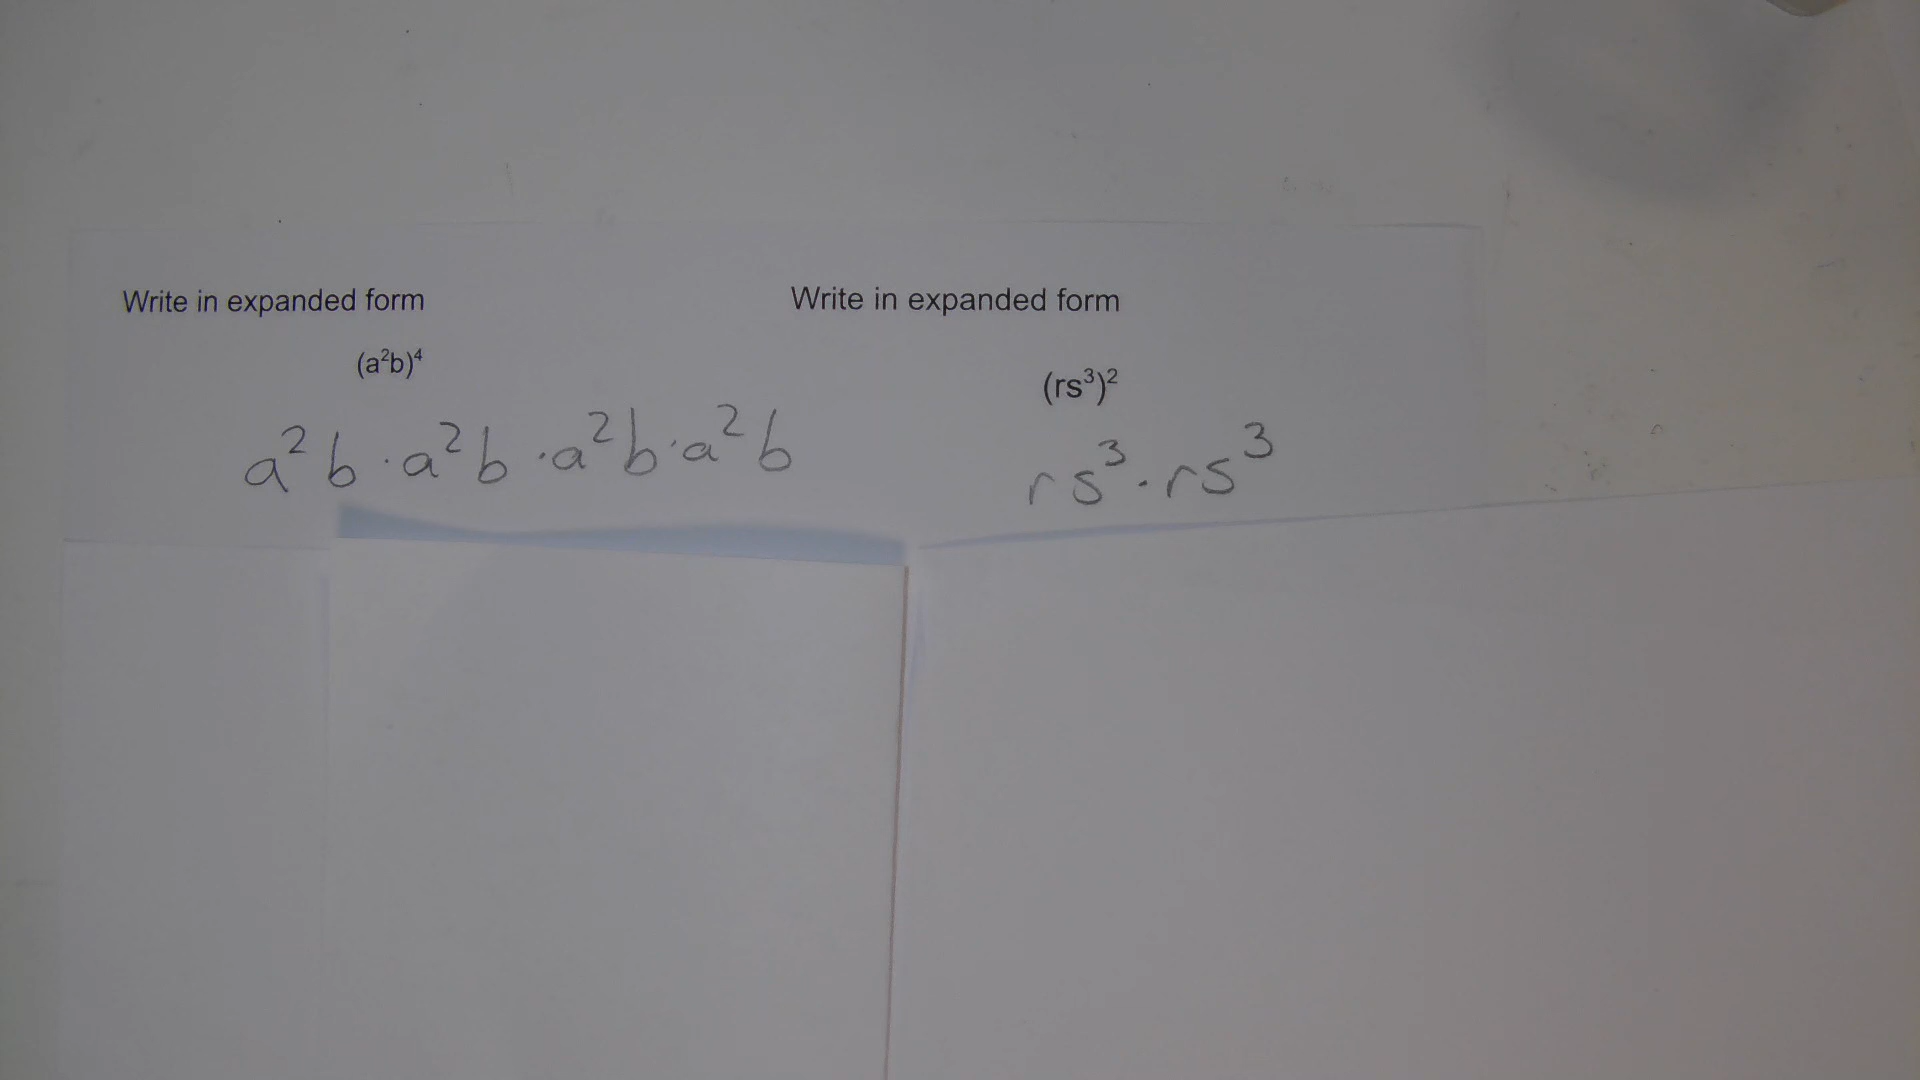 Write in expanded form
(a²b)⁴
a²b · a²b · a²b · a²b
Write in expanded form
(rs³)²
rs³ · rs³